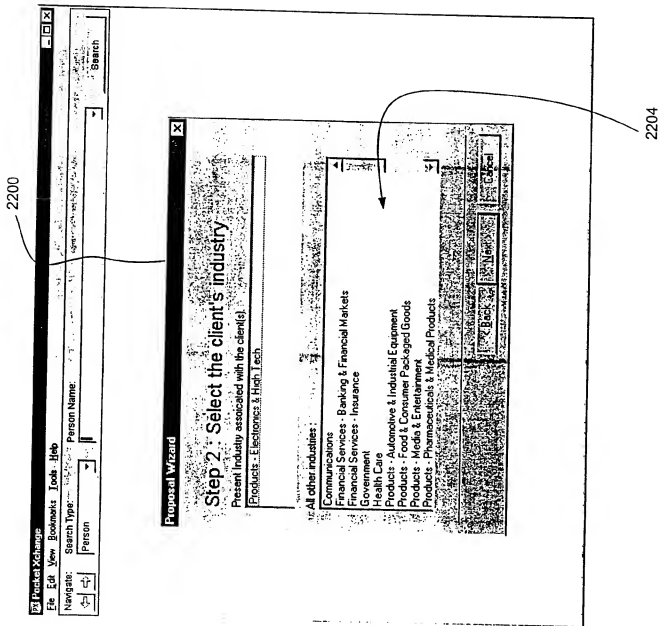 2200
PX Pocket Xchange
File Edit View Bookmarks Tools Help
Navigate: Search Type: Person Name:
Person
Search
Proposal Wizard
Step 2 : Select the client's industry
Present Industry assoicated with the client(s)
Products - Electronics & High Tech
All other industries :
Communications
Financial Services - Banking & Financial Markets
Financial Services - Insurance
Government
Health Care
Products - Automotive & Industrial Equipment
Products - Food & Consumer Packaged Goods
Products - Media & Entertainment
Products - Pharmaceuticals & Medical Products
< Back Next Cancel
2204